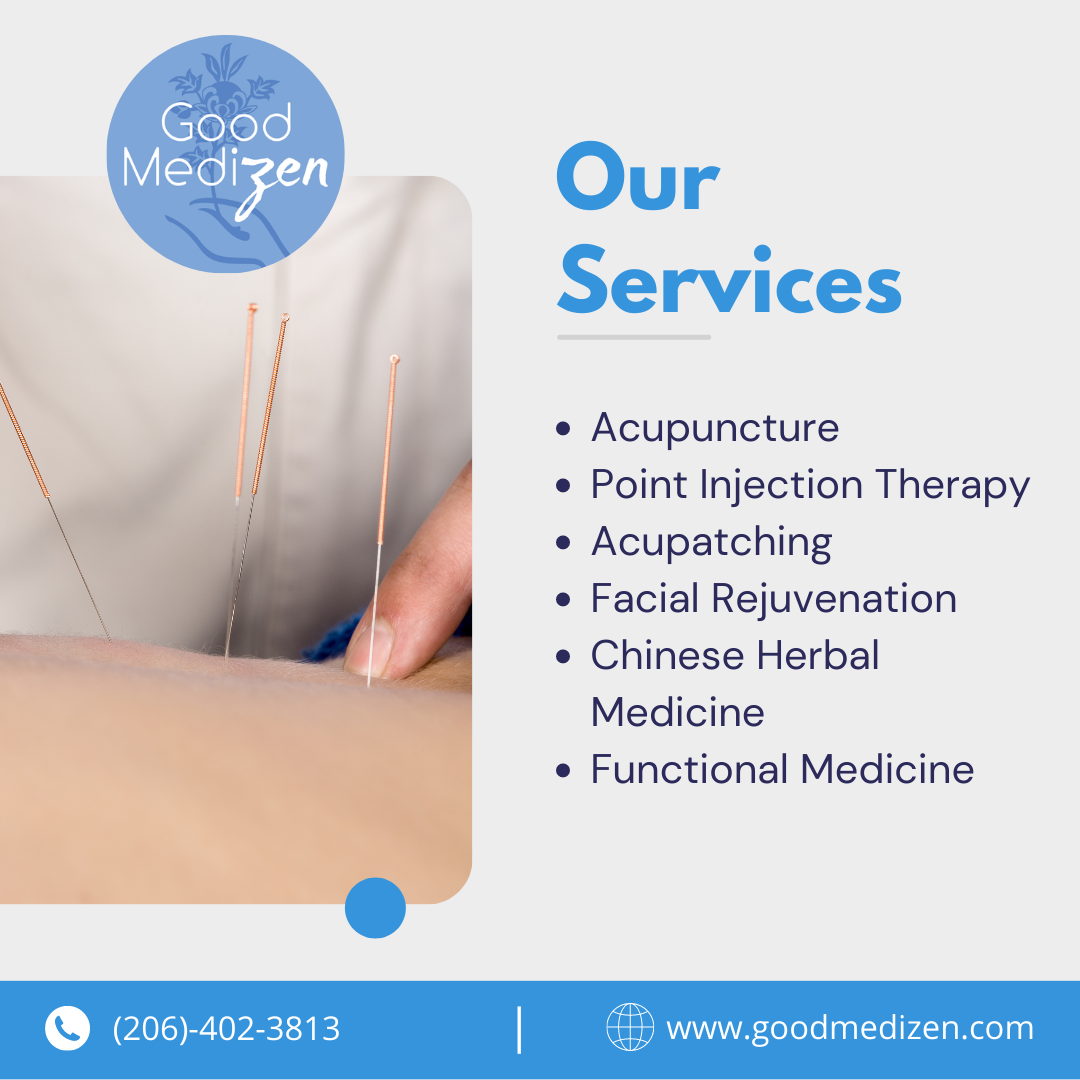 Good
Medizen
Our
Services
• Acupuncture
• Point Injection Therapy
• Acupatching
• Facial Rejuvenation
• Chinese Herbal
Medicine
• Functional Medicine
(206)-402-3813 | www.goodmedizen.com